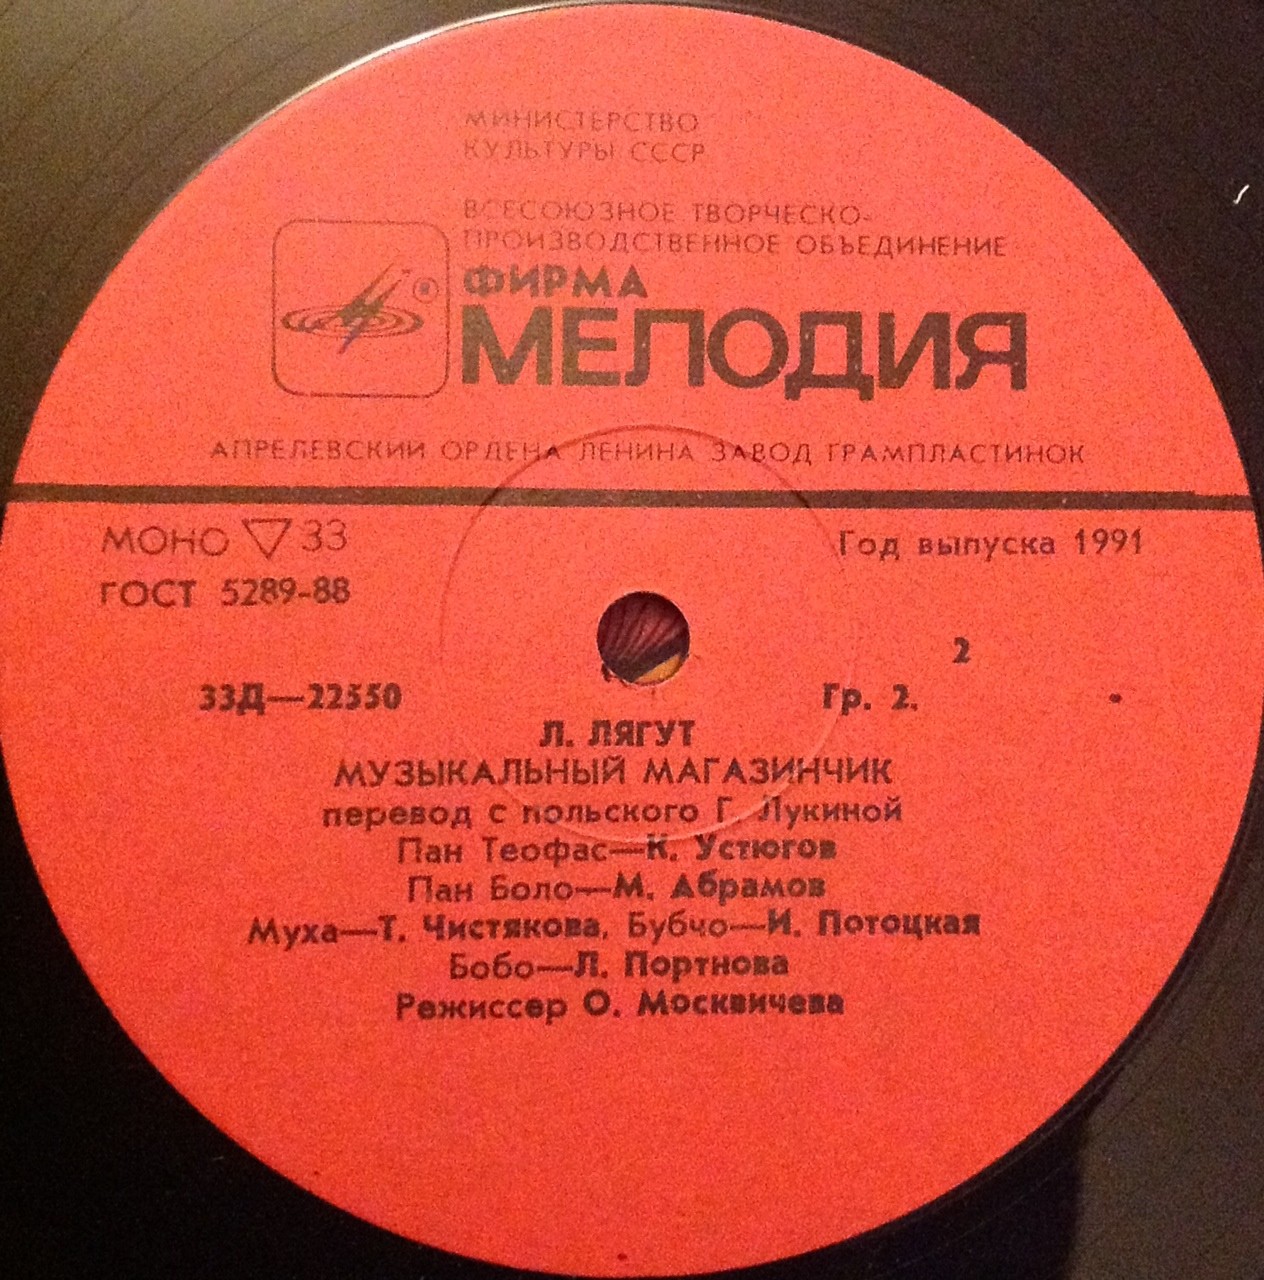 МИНИСТЕРСТВО
КУЛЬТУРЫ СССР
ВСЕСОЮЗНОЕ ТВОРЧЕСКО-
ПРОИЗВОДСТВЕННОЕ ОБЪЕДИНЕНИЕ
ФИРМА
МЕЛОДИЯ
АПРЕЛЕВСКИЙ ОРДЕНА ЛЕНИНА ЗАВОД ГРАМПЛАСТИНОК
МОНО ▽ 33
Год выпуска 1991
ГОСТ 5289-88
2
33Д—22550
Гр. 2.
Л. ЛЯГУТ
МУЗЫКАЛЬНЫЙ МАГАЗИНЧИК
перевод с польского Г. Лукиной
Пан Теофас—К. Устюгов
Пан Боло—М. Абрамов
Муха—Т. Чистякова, Бубчо—И. Потоцкая
Бобо—Л. Портнова
Режиссер О. Москвичева